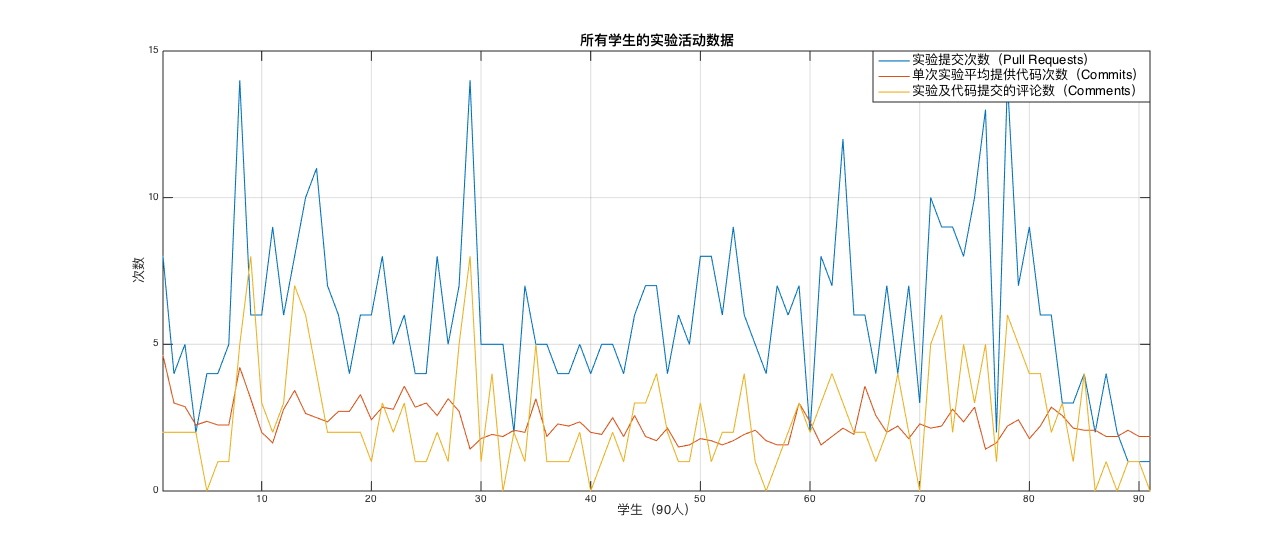 所有学生的实验活动数据
实验提交次数（Pull Requests）
单次实验平均提供代码次数（Commits）
实验及代码提交的评论数（Comments）
次数
15
10
5
0
10 20 30 40 50 60 70 80 90
学生（90人）